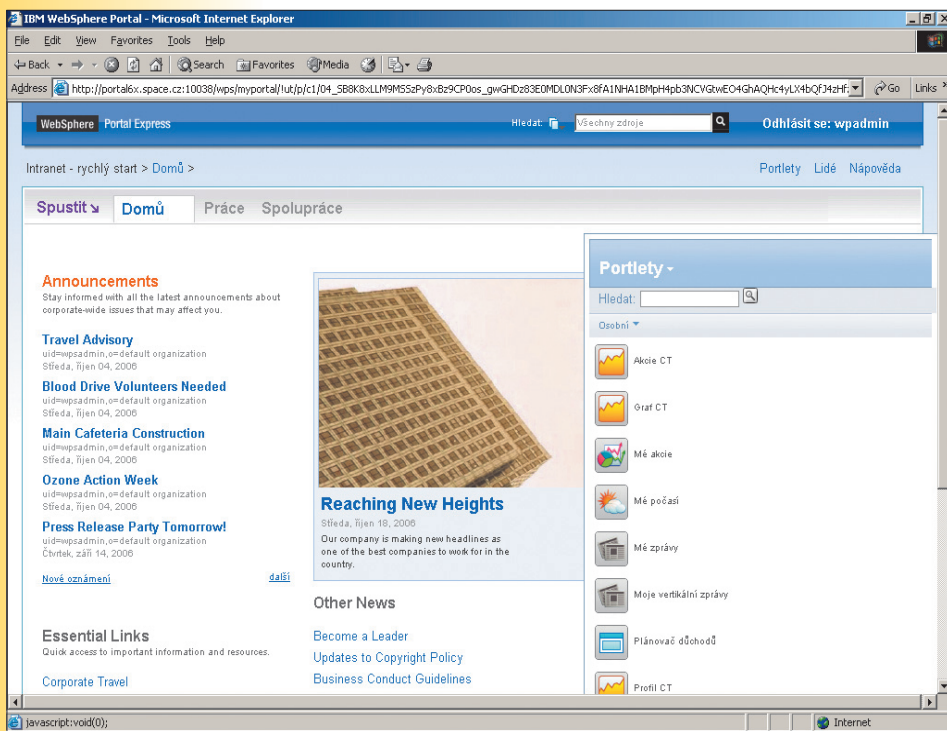 IBM WebSphere Portal - Microsoft Internet Explorer
File Edit View Favorites Tools Help
Back Search Favorites Media
Address http://portal6x.space.cz:10038/wps/myportal/!ut/p/c1/04_SB8K8xLLM9MSSzPy8xBz9CP0os_gwGHDz83E0MDL0N3Fx8fA1NHA1BMpH4pb3NCVGtwEO4GhAQHc4yLX4bQfJ4zHf: Go Links
WebSphere Portal Express Hledat: Všechny zdroje Odhlásit se: wpadmin
Intranet - rychlý start > Domů > Portlety Lidé Nápověda
Spustit Domů Práce Spolupráce
Announcements
Stay informed with all the latest announcements about
corporate-wide issues that may affect you.
Travel Advisory
uid=wpsadmin,o=default organization
Středa, říjen 04, 2006
Blood Drive Volunteers Needed
uid=wpsadmin,o=default organization
Středa, říjen 04, 2006
Main Cafeteria Construction
uid=wpsadmin,o=default organization
Středa, říjen 04, 2006
Ozone Action Week
uid=wpsadmin,o=default organization
Středa, říjen 04, 2006
Press Release Party Tomorrow!
uid=wpsadmin,o=default organization
Čtvrtek, září 14, 2006
Nové oznámení další
Essential Links
Quick access to important information and resources.
Corporate Travel
Reaching New Heights
Středa, říjen 18, 2006
Our company is making new headlines as
one of the best companies to work for in the
country.
Other News
Become a Leader
Updates to Copyright Policy
Business Conduct Guidelines
Portlety
Hledat:
Osobní
Akcie CT
Graf CT
Mé akcie
Mé počasí
Mé zprávy
Moje vertikální zprávy
Plánovač důchodů
Profil CT
javascript:void(0); Internet